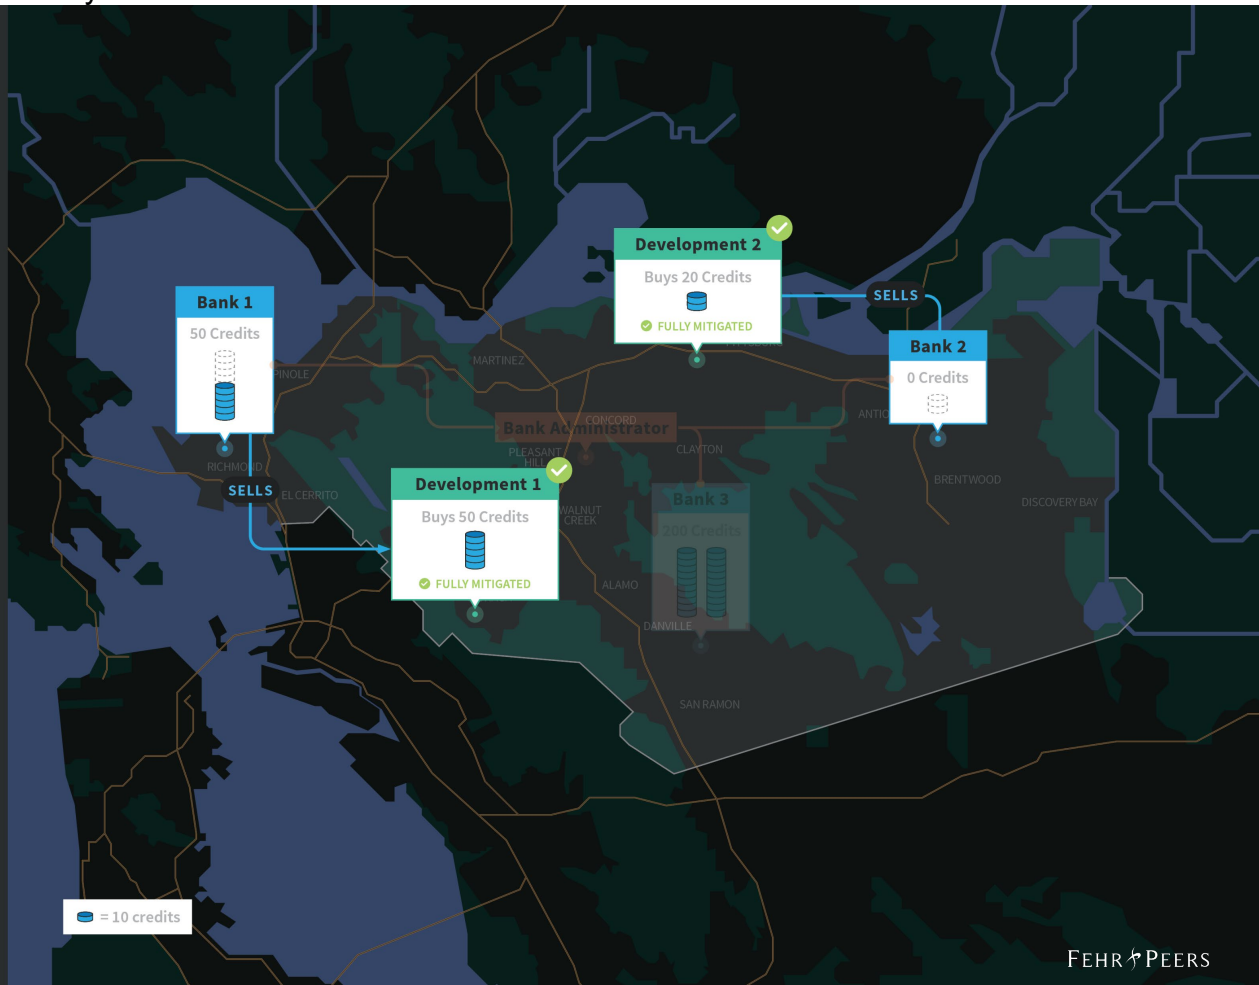 Development 2
Buys 20 Credits
FULLY MITIGATED
SELLS
Bank 1
50 Credits
Bank 2
0 Credits
MARTINEZ
PINOLE
CONCORD
Bank Administrator
ANTIO
PLEASANT
HILL
CLAYTON
RICHMOND
SELLS
EL CERRITO
Development 1
Buys 50 Credits
FULLY MITIGATED
BRENTWOOD
DISCOVERY BAY
Bank 3
200 Credits
WALNUT
CREEK
ALAMO
DANVILLE
SAN RAMON
= 10 credits
FEHR PEERS